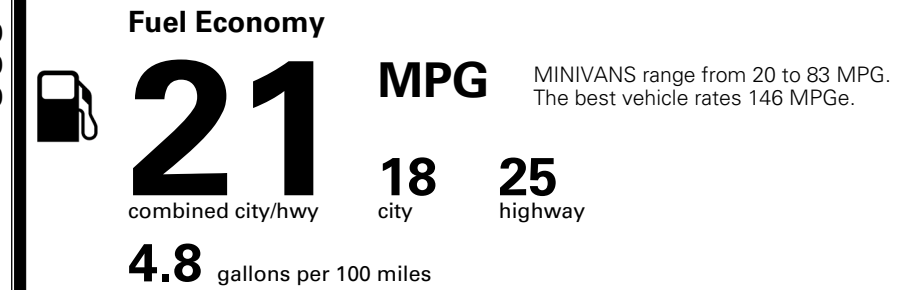 Fuel Economy
21 MPG
MINIVANS range from 20 to 83 MPG.
The best vehicle rates 146 MPGe.
18 25
combined city/hwy city highway
4.8 gallons per 100 miles